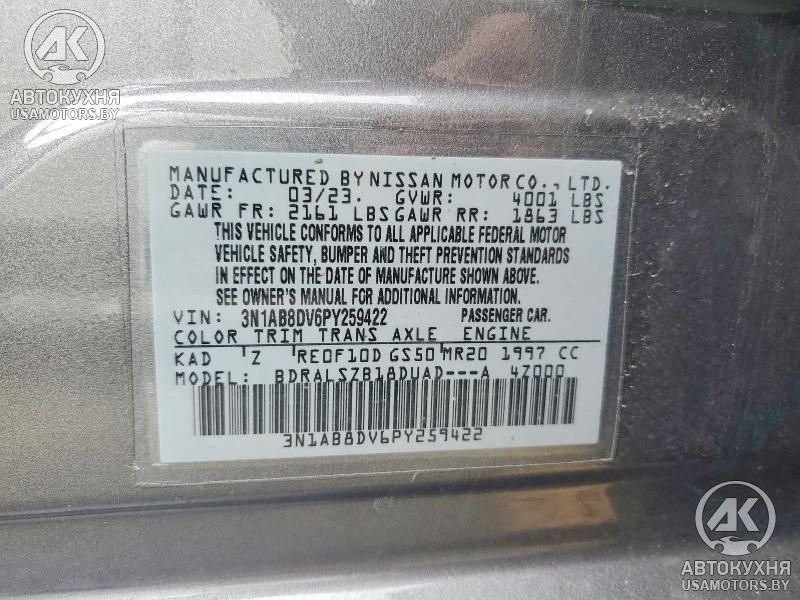 AK
АВТОКУХНЯ
USAMOTORS.BY
MANUFACTURED BY NISSAN MOTOR CO., LTD.
DATE: 03/23. GVWR: 4001 LBS
GAWR FR: 2161 LBS GAWR RR: 1863 LBS
THIS VEHICLE CONFORMS TO ALL APPLICABLE FEDERAL MOTOR
VEHICLE SAFETY, BUMPER AND THEFT PREVENTION STANDARDS
IN EFFECT ON THE DATE OF MANUFACTURE SHOWN ABOVE.
SEE OWNER'S MANUAL FOR ADDITIONAL INFORMATION.
VIN: 3N1AB8DV6PY259422 PASSENGER CAR.
COLOR TRIM TRANS AXLE ENGINE
KAD Z RE0F10D GS50 MR20 1997 CC
MODEL: BDRALSZB18DUAD---A 4Z000
3N1AB8DV6PY259422
AK
АВТОКУХНЯ
USAMOTORS.BY